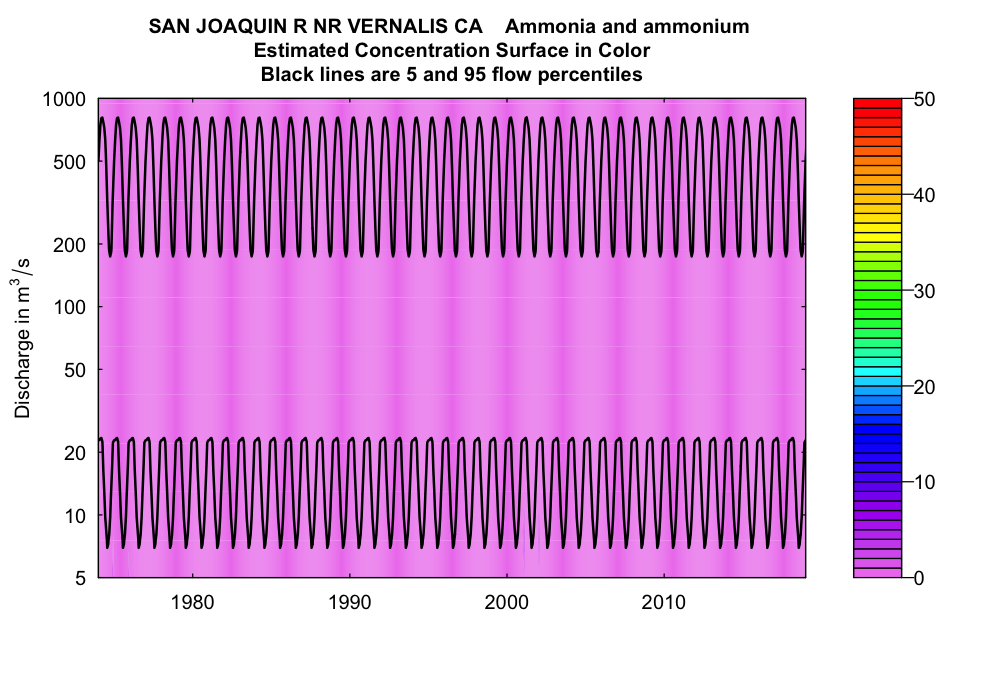 SAN JOAQUIN R NR VERNALIS CA Ammonia and ammonium
Estimated Concentration Surface in Color
Black lines are 5 and 95 flow percentiles
Discharge in m³/s
1000
500
200
100
50
20
10
5
1980 1990 2000 2010
50
40
30
20
10
0